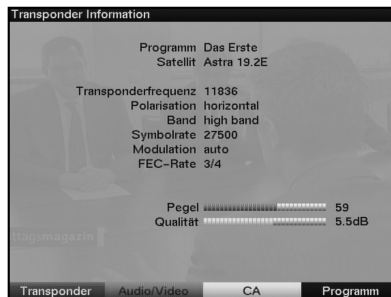 Transponder Information
Programm Das Erste
Satellit Astra 19.2E
Transponderfrequenz 11836
Polarisation horizontal
Band high band
Symbolrate 27500
Modulation auto
FEC-Rate 3/4
Pegel 59
Qualität 5.5dB
ttagsmagazin
Transponder Audio/Video CA Programm